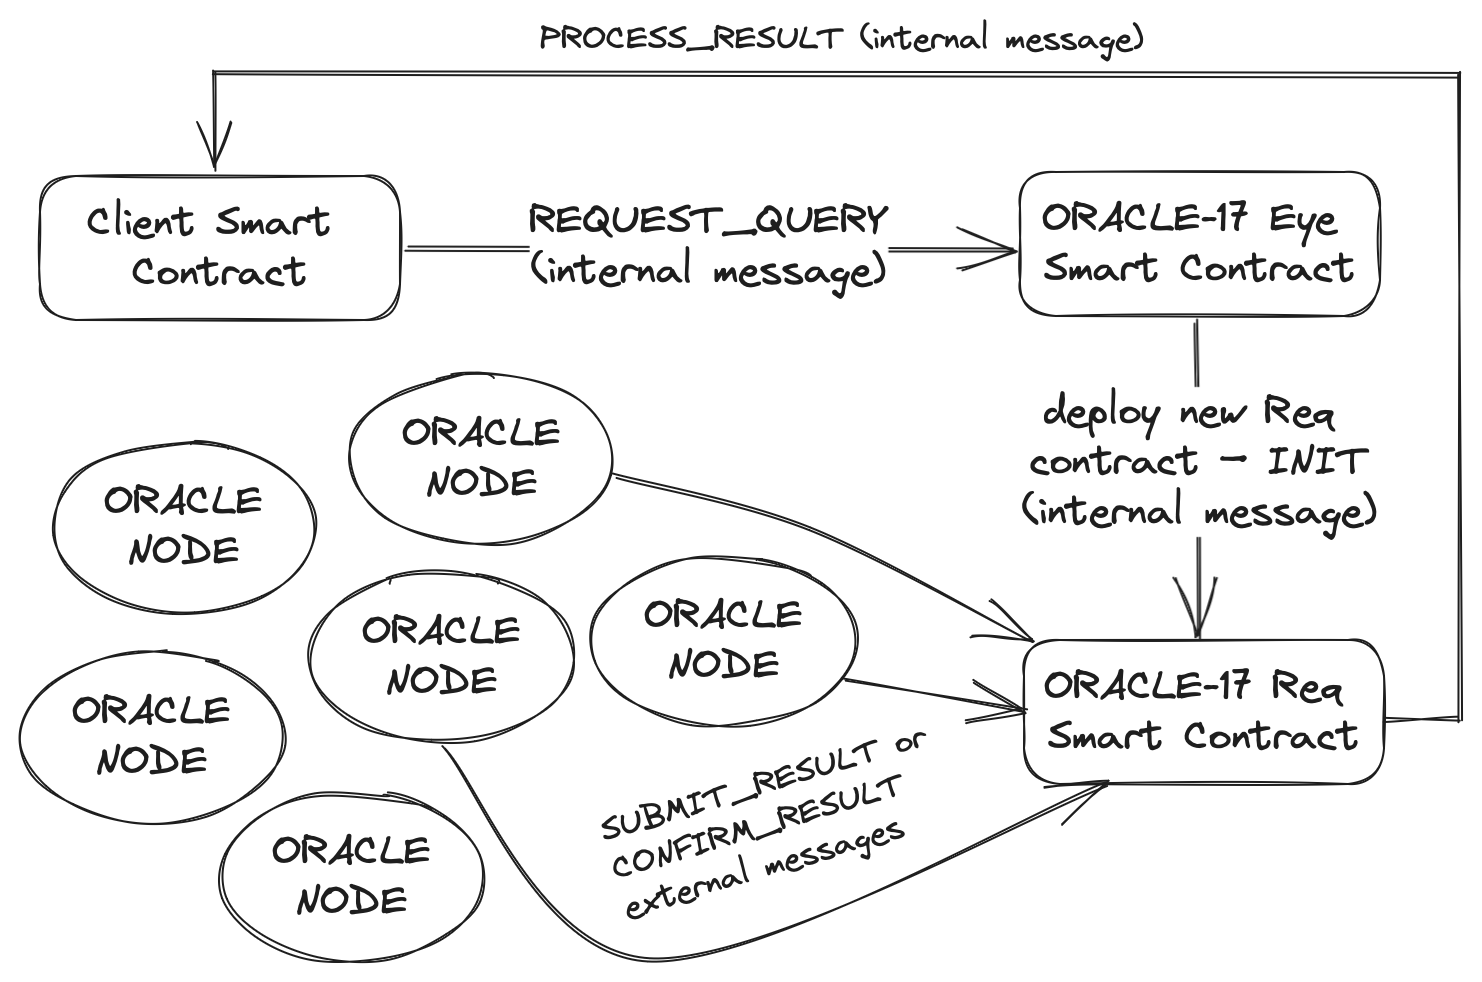 PROCESS_RESULT (internal message)
Client Smart
Contract
REQUEST_QUERY
(internal message)
ORACLE-17 Eye
Smart Contract
deploy new Req
contract - INIT
(internal message)
ORACLE
NODE
ORACLE
NODE
ORACLE
NODE
ORACLE
NODE
ORACLE
NODE
ORACLE
NODE
ORACLE-17 Req
Smart Contract
SUBMIT_RESULT or
CONFIRM_RESULT
external messages